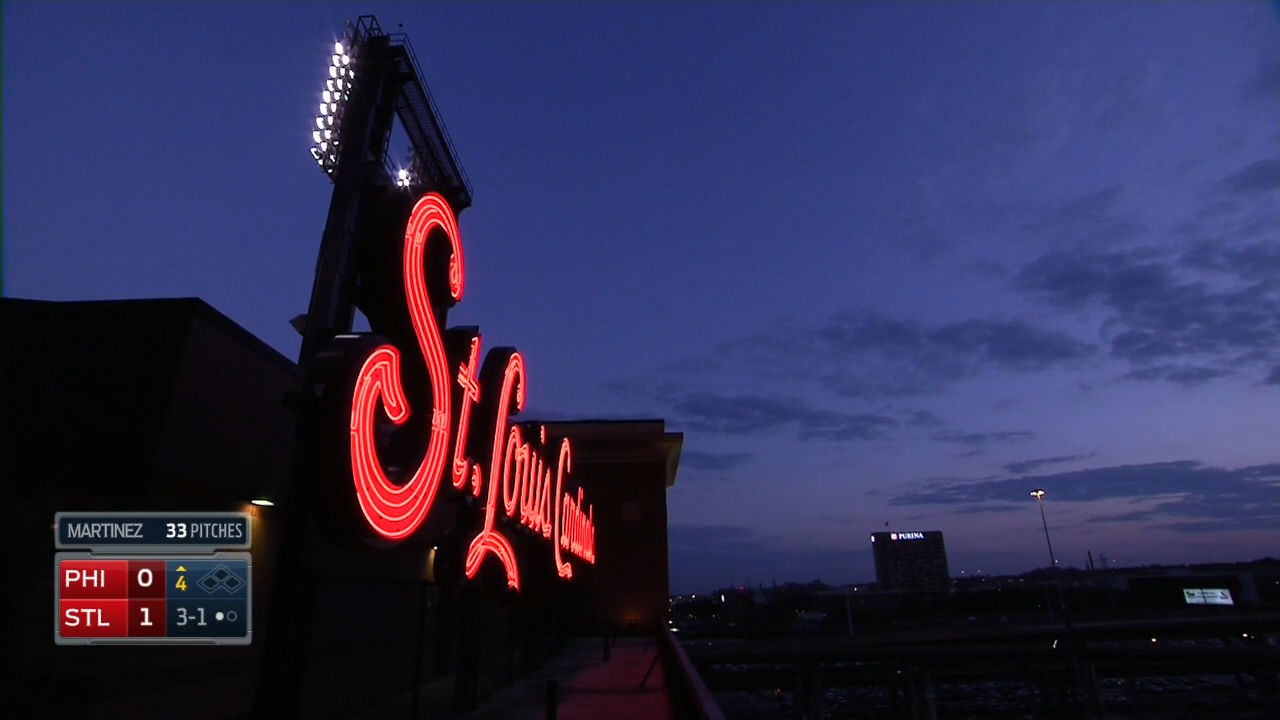 St. Louis
Cardinals
PURINA
MARTINEZ 33 PITCHES
PHI 0 4
STL 1 3-1